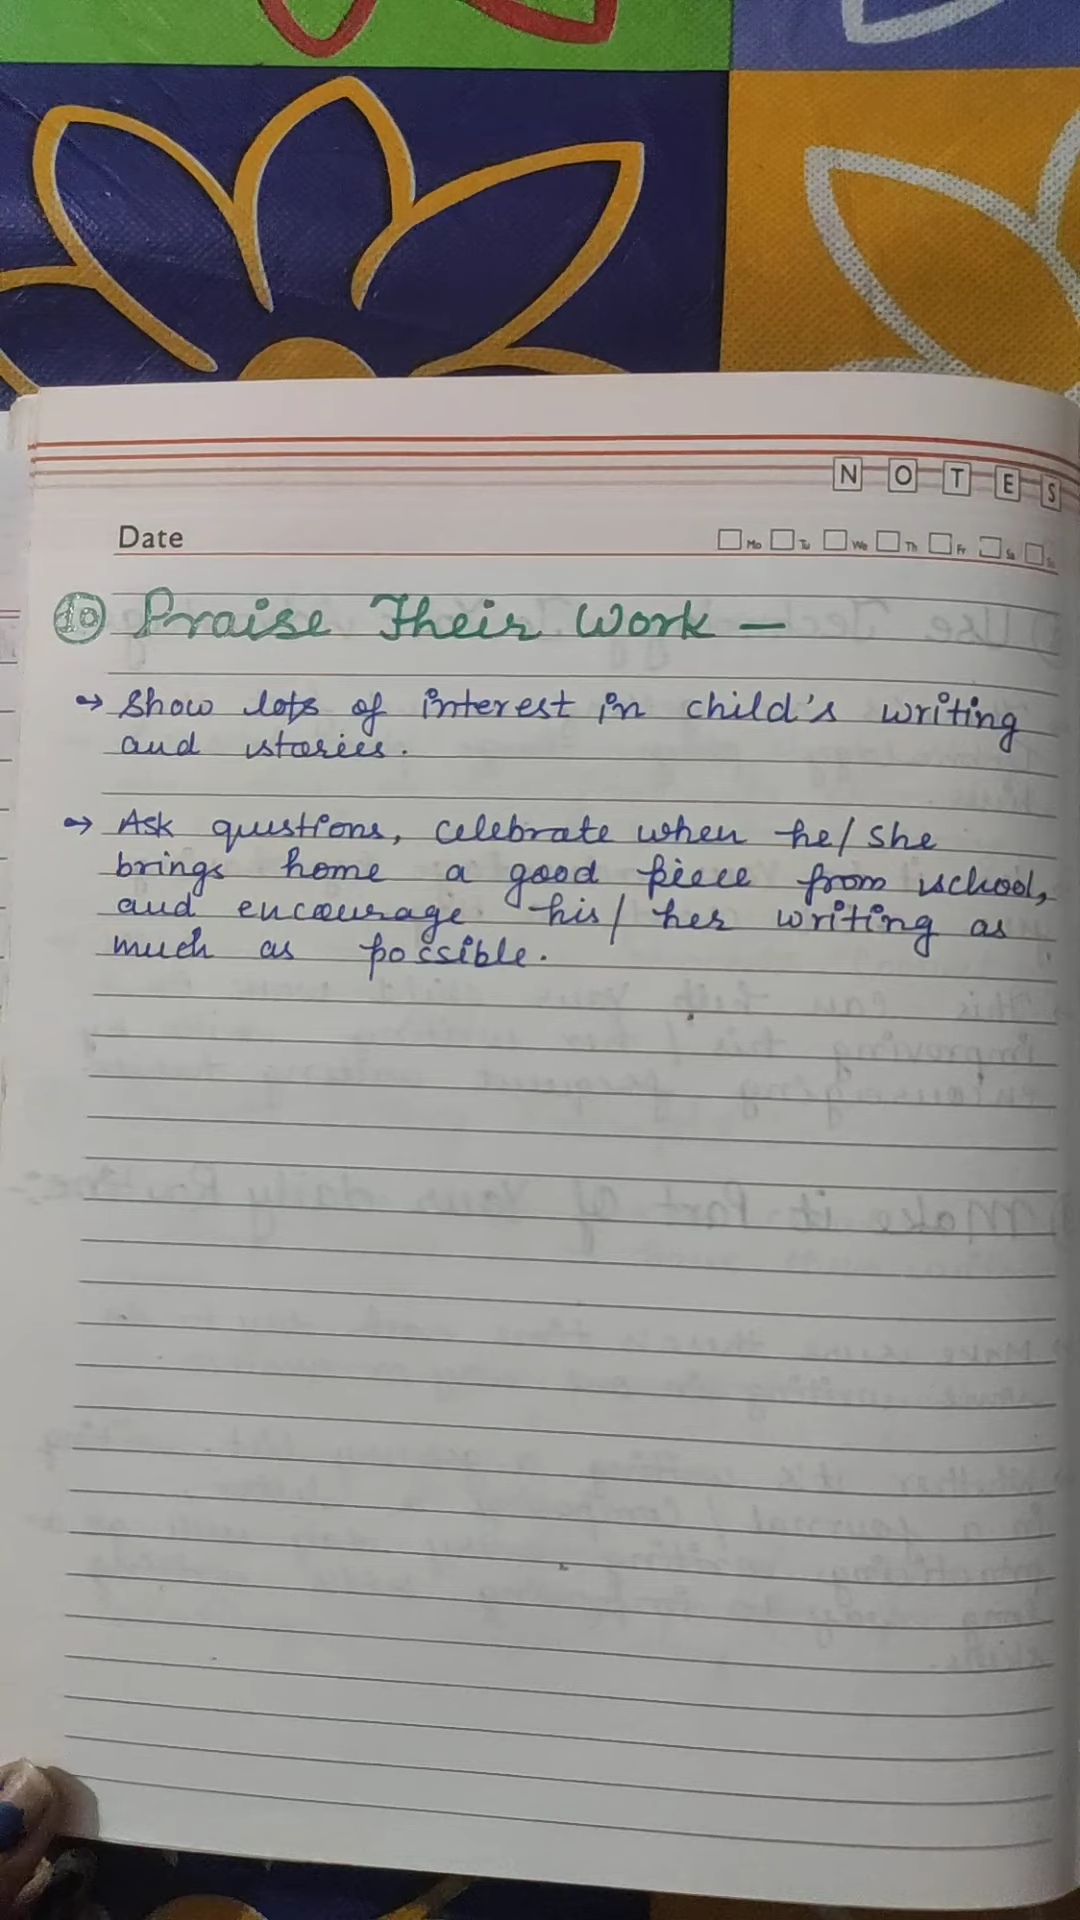 NOTES
Date Mo Tu We Th Fr Sa Su
10 Praise Their Work —
→ Show lots of interest in child's writing
and stories.
→ Ask questions, celebrate when he/she
brings home a good piece from school,
and encourage his/her writing as
much as possible.